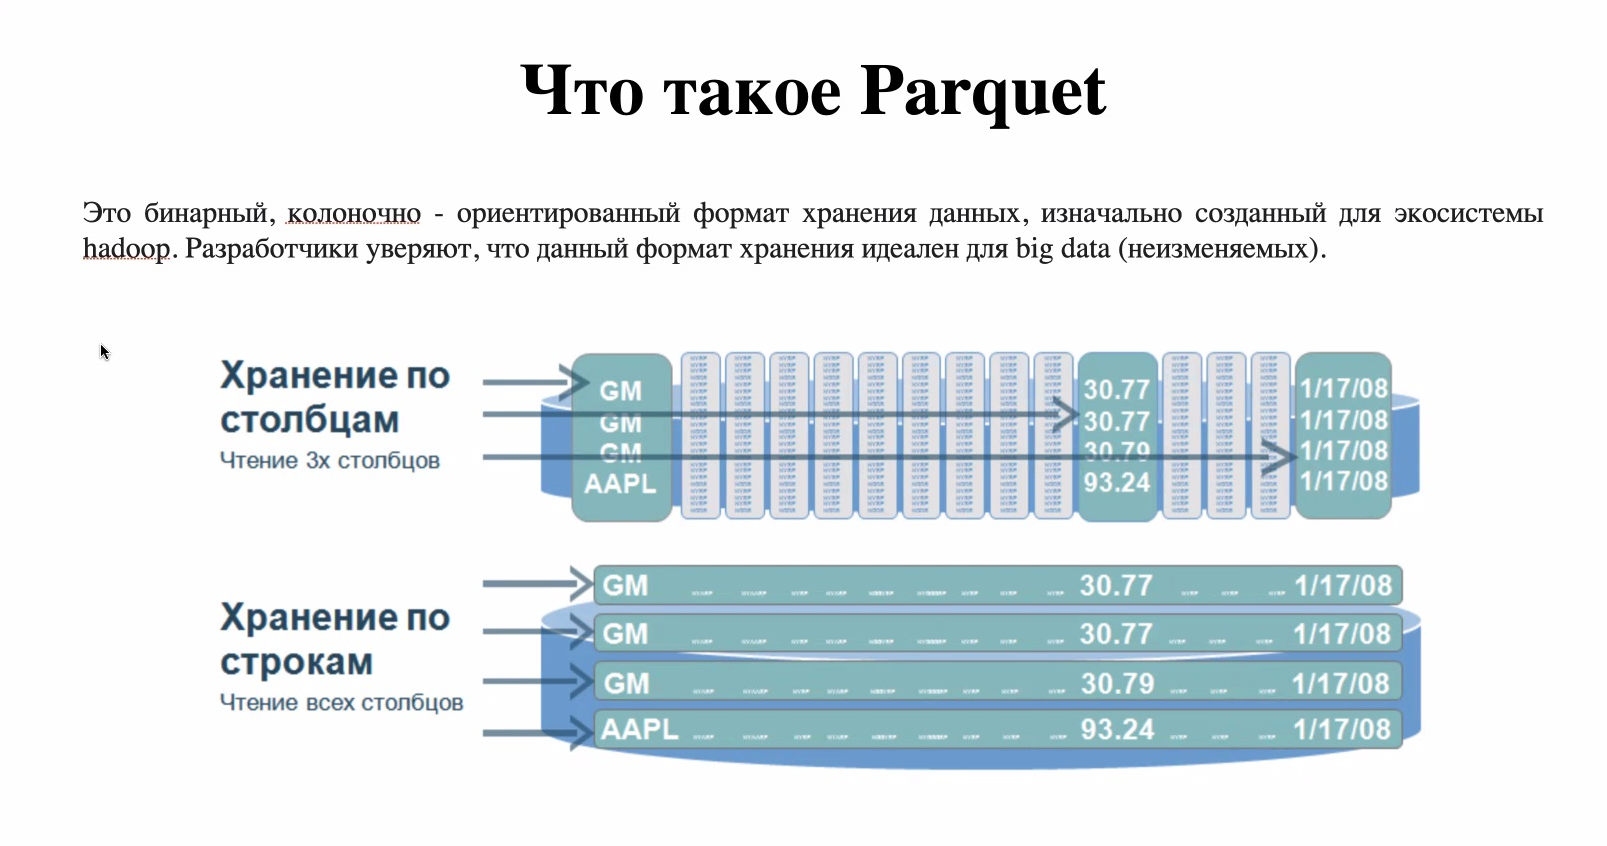 Что такое Parquet
Это бинарный, колоночно - ориентированный формат хранения данных, изначально созданный для экосистемы
hadoop. Разработчики уверяют, что данный формат хранения идеален для big data (неизменяемых).
Хранение по
столбцам
Чтение 3х столбцов
GM 30.77 1/17/08
GM 30.77 1/17/08
GM 30.79 1/17/08
AAPL 93.24 1/17/08
Хранение по
строкам
Чтение всех столбцов
GM 30.77 1/17/08
GM 30.77 1/17/08
GM 30.79 1/17/08
AAPL 93.24 1/17/08